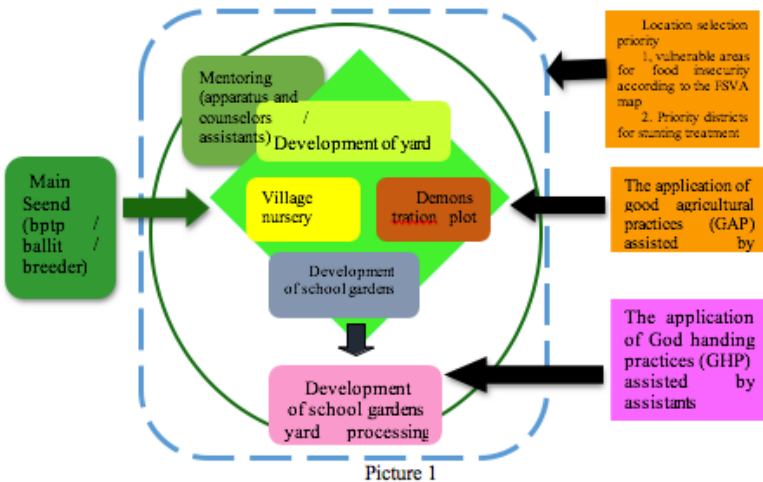 Mentoring
(apparatus and
counselors /
assistants)
Development of yard
Main
Seend
(bptp /
ballit /
breeder)
Village
nursery
Demons
tration plot
Development
of school gardens
Development
of school gardens
yard processing
Location selection
priority
1. vulnerable areas
for food insecurity
according to the FSVA
map
2. Priority districts
for stunting treatment
The application of
good agricultural
practices (GAP)
assisted by
The application
of God handing
practices (GHP)
assisted by
assistants
Picture 1